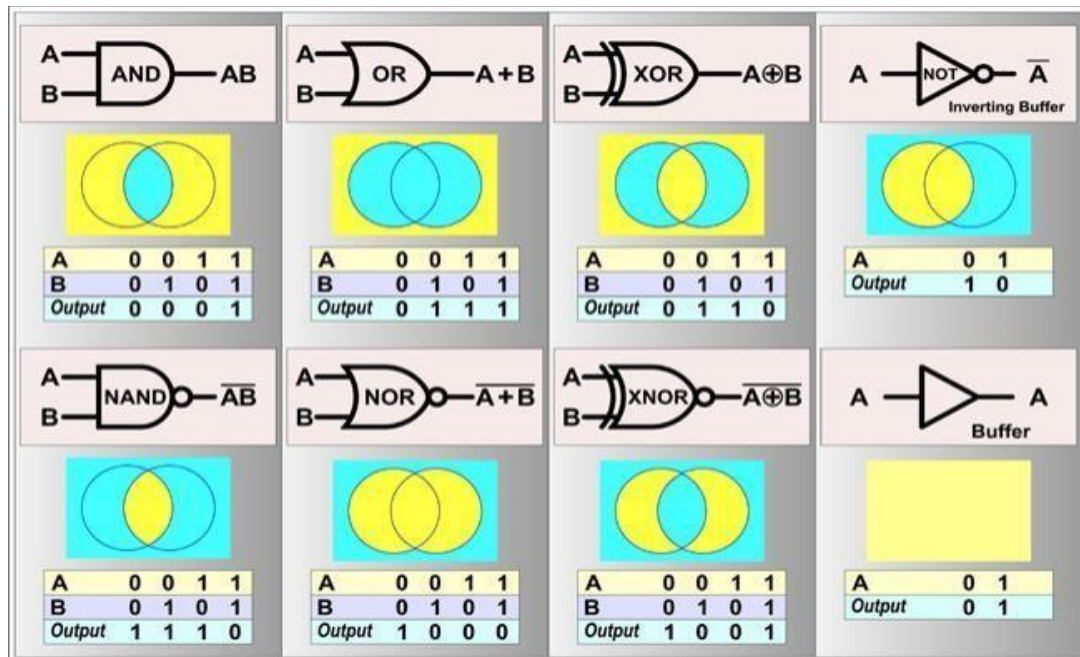 A
B
AND
AB
A
B
OR
A + B
A
B
XOR
A⊕B
A
NOT
A̅
Inverting Buffer
A 0 0 1 1
B 0 1 0 1
Output 0 0 0 1
A 0 0 1 1
B 0 1 0 1
Output 0 1 1 1
A 0 0 1 1
B 0 1 0 1
Output 0 1 1 0
A 0 1
Output 1 0
A
B
NAND
A̅B̅
A
B
NOR
A̅ ̅+̅ ̅B̅
A
B
XNOR
A̅⊕̅B̅
A
A
Buffer
A 0 0 1 1
B 0 1 0 1
Output 1 1 1 0
A 0 0 1 1
B 0 1 0 1
Output 1 0 0 0
A 0 0 1 1
B 0 1 0 1
Output 1 0 0 1
A 0 1
Output 0 1